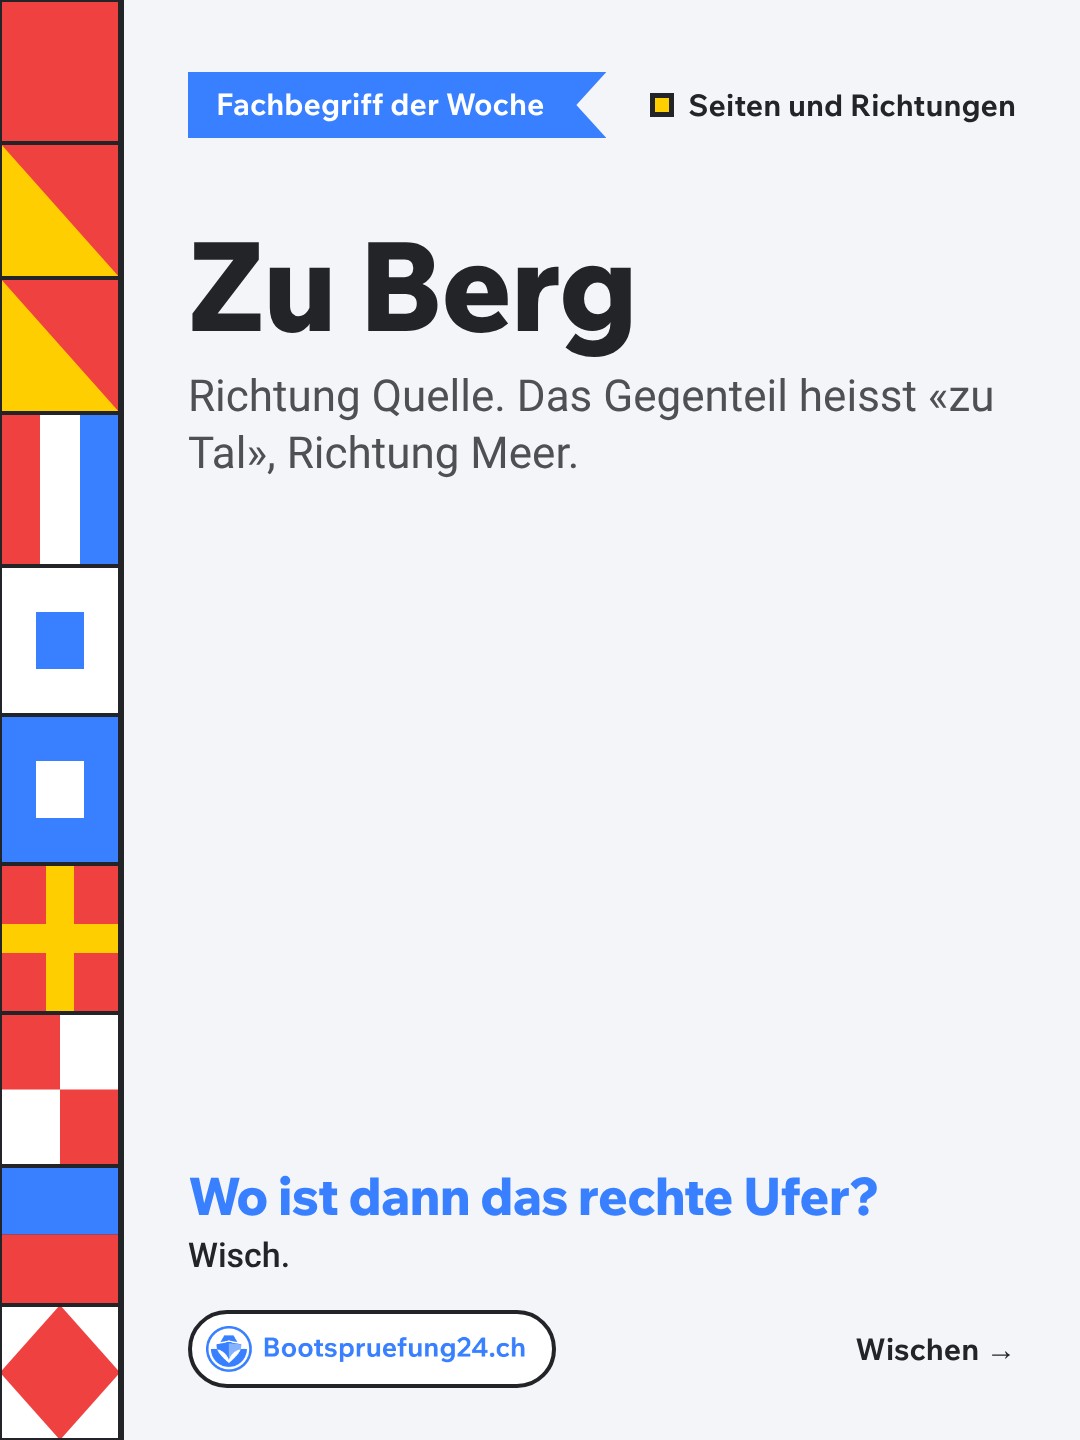 Fachbegriff der Woche
Seiten und Richtungen
Zu Berg
Richtung Quelle. Das Gegenteil heisst «zu
Tal», Richtung Meer.
Wo ist dann das rechte Ufer?
Wisch.
Bootspruefung24.ch
Wischen →